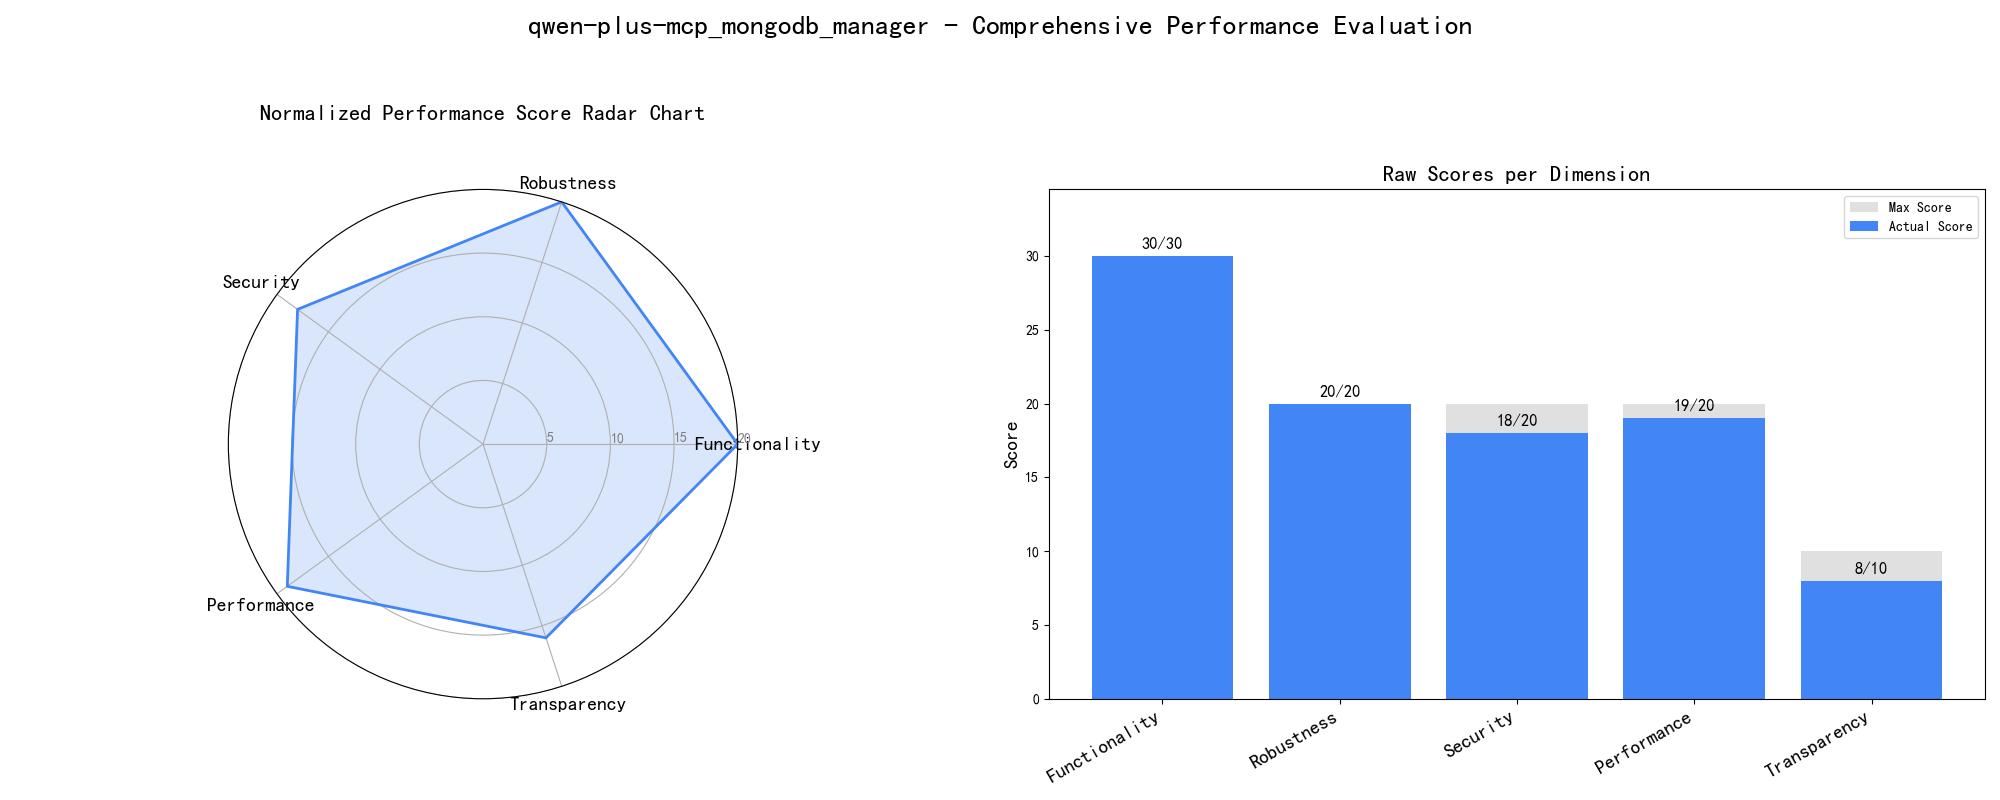 qwen-plus-mcp_mongodb_manager - Comprehensive Performance Evaluation
Normalized Performance Score Radar Chart
Robustness
Security
Functionality
Performance
Transparency
5
10
15
20
Raw Scores per Dimension
Max Score
Actual Score
30/30
20/20
18/20
19/20
8/10
Score
30
25
20
15
10
5
0
Functionality
Robustness
Security
Performance
Transparency